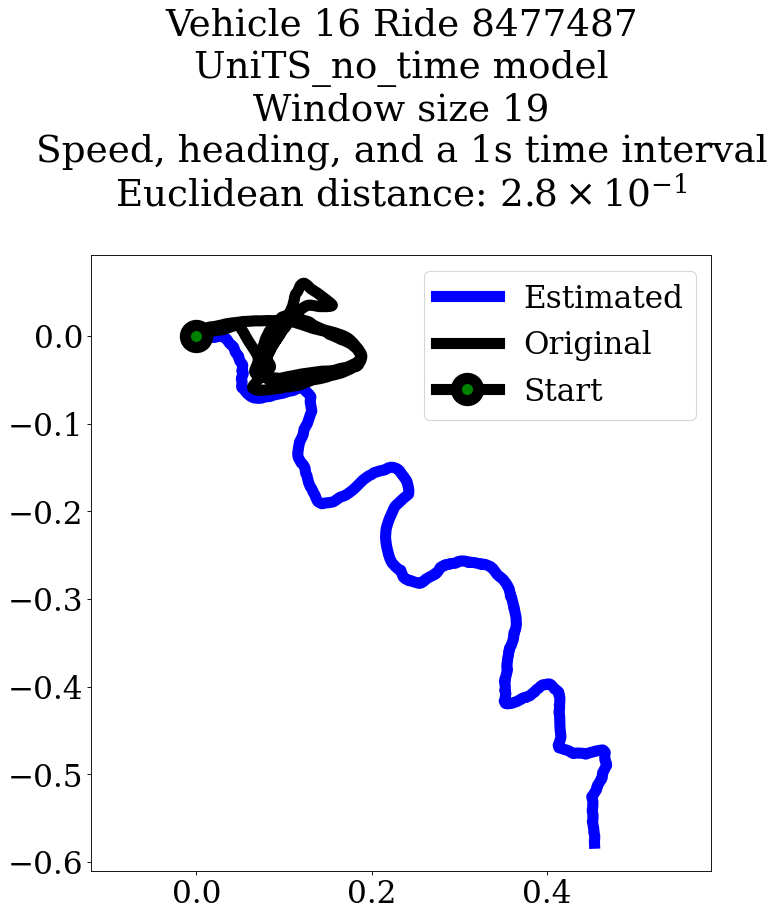 Vehicle 16 Ride 8477487
UniTS_no_time model
Window size 19
Speed, heading, and a 1s time interval
Euclidean distance: 2.8 × 10⁻¹
Estimated
Original
Start
0.0
−0.1
−0.2
−0.3
−0.4
−0.5
−0.6
0.0 0.2 0.4